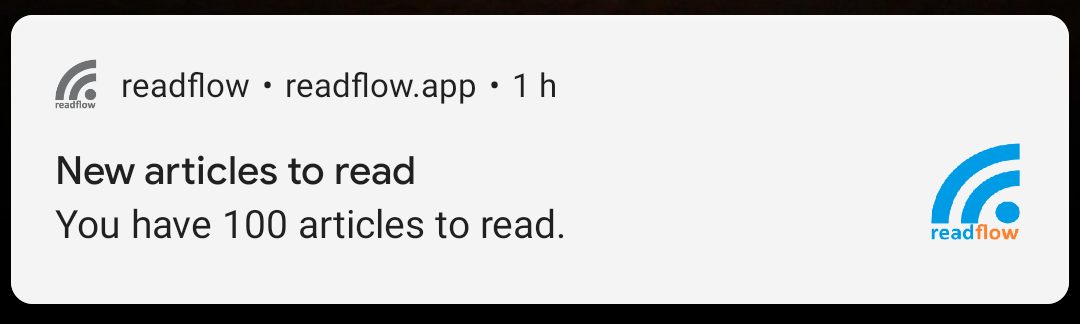 readflow
readflow • readflow.app • 1 h
New articles to read
You have 100 articles to read.
readflow